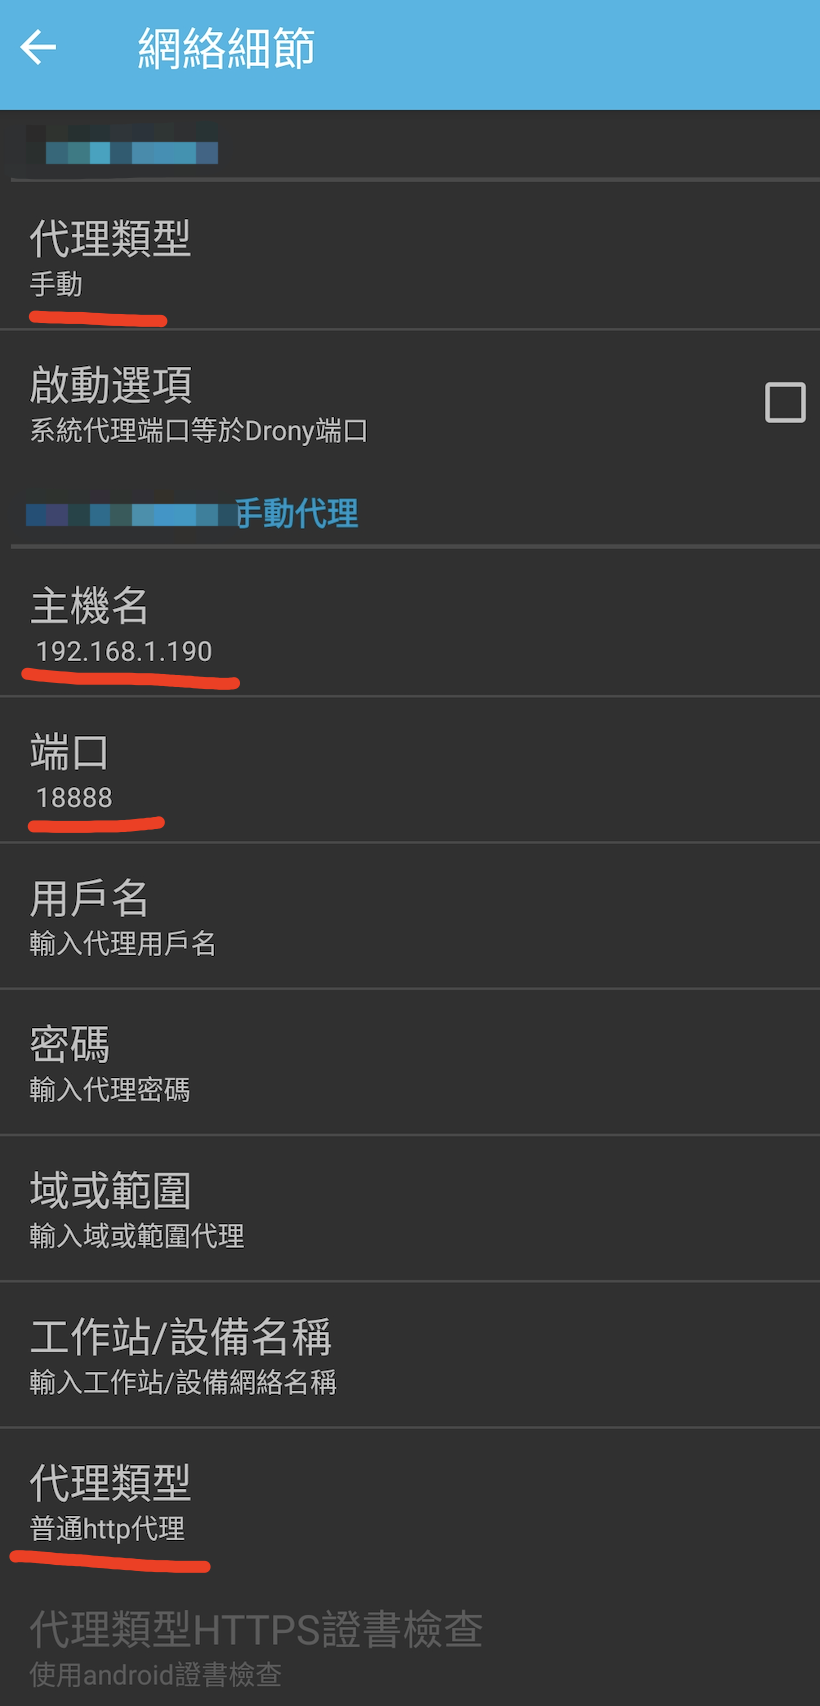 網絡細節
代理類型
手動
啟動選項
系統代理端口等於Drony端口
手動代理
主機名
192.168.1.190
端口
18888
用戶名
輸入代理用戶名
密碼
輸入代理密碼
域或範圍
輸入域或範圍代理
工作站/設備名稱
輸入工作站/設備網絡名稱
代理類型
普通http代理
代理類型HTTPS證書檢查
使用android證書檢查